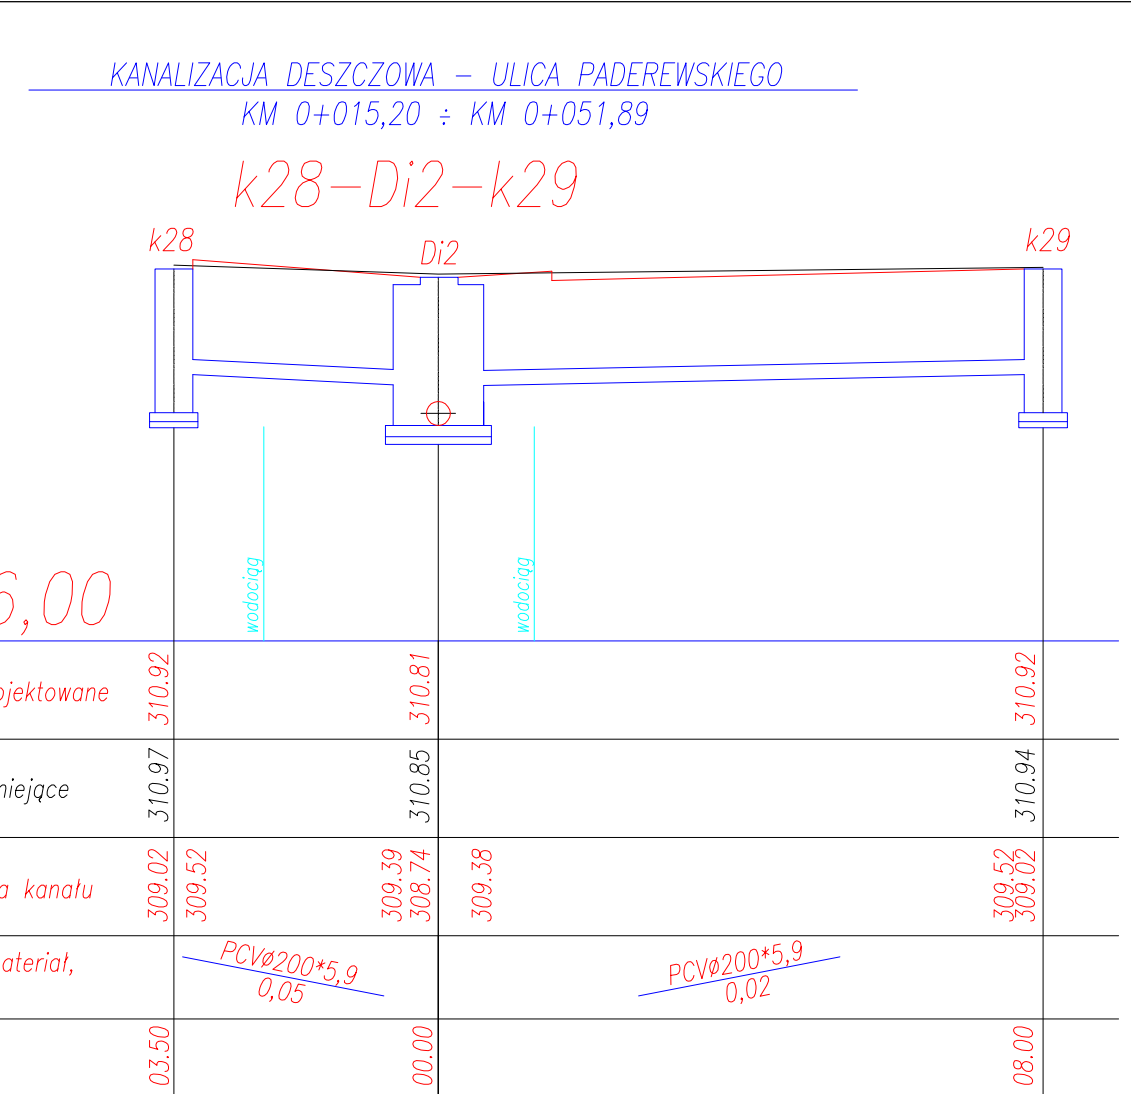 KANALIZACJA DESZCZOWA – ULICA PADEREWSKIEGO
KM 0+015,20 ÷ KM 0+051,89
k28–Di2–k29
k28
Di2
k29
wodociąg
wodociąg
6,00
ojektowane
310.92
310.81
310.92
niejące
310.97
310.85
310.94
a kanału
309.02
309.52
309.39
308.74
309.38
309.52
309.02
ateriał,
PCVø200*5,9
0,05
PCVø200*5,9
0,02
03.50
00.00
08.00